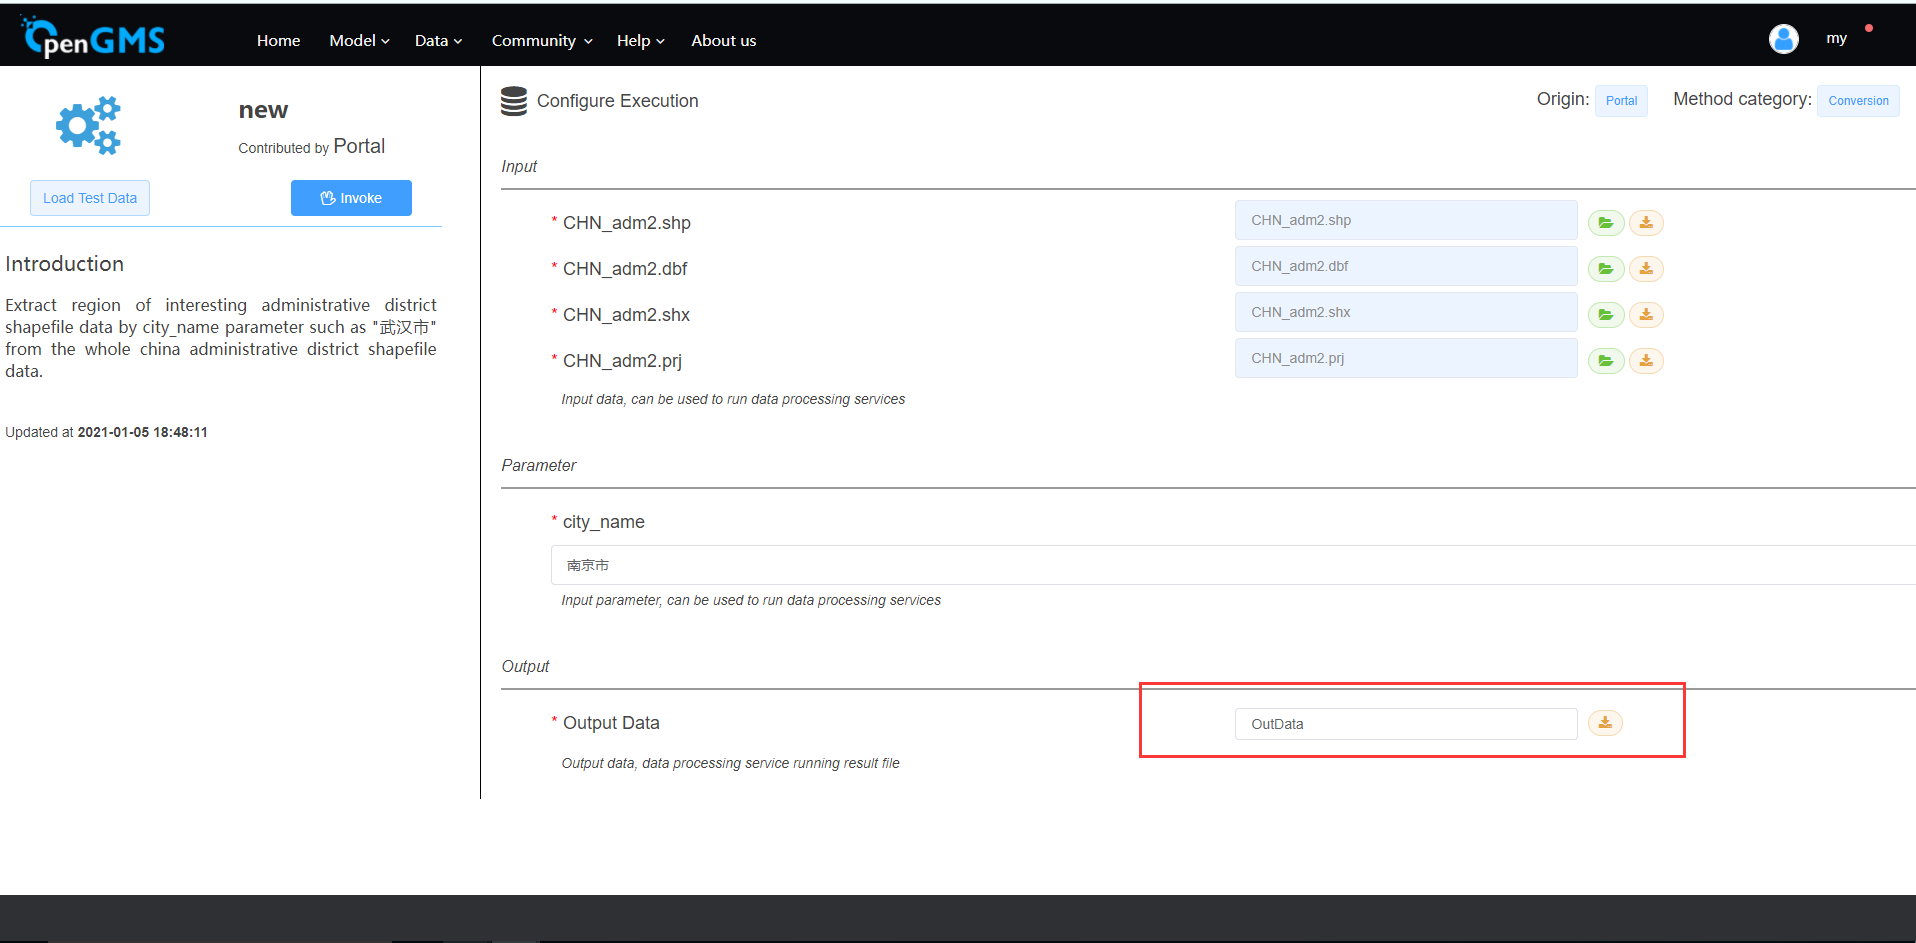 OpenGMS
Home Model Data Community Help About us
my
new
Contributed by Portal
Load Test Data
Invoke
Introduction
Extract region of interesting administrative district
shapefile data by city_name parameter such as "武汉市"
from the whole china administrative district shapefile
data.
Updated at 2021-01-05 18:48:11
Configure Execution
Origin: Portal Method category: Conversion
Input
* CHN_adm2.shp CHN_adm2.shp
* CHN_adm2.dbf CHN_adm2.dbf
* CHN_adm2.shx CHN_adm2.shx
* CHN_adm2.prj CHN_adm2.prj
Input data, can be used to run data processing services
Parameter
* city_name
南京市
Input parameter, can be used to run data processing services
Output
* Output Data OutData
Output data, data processing service running result file